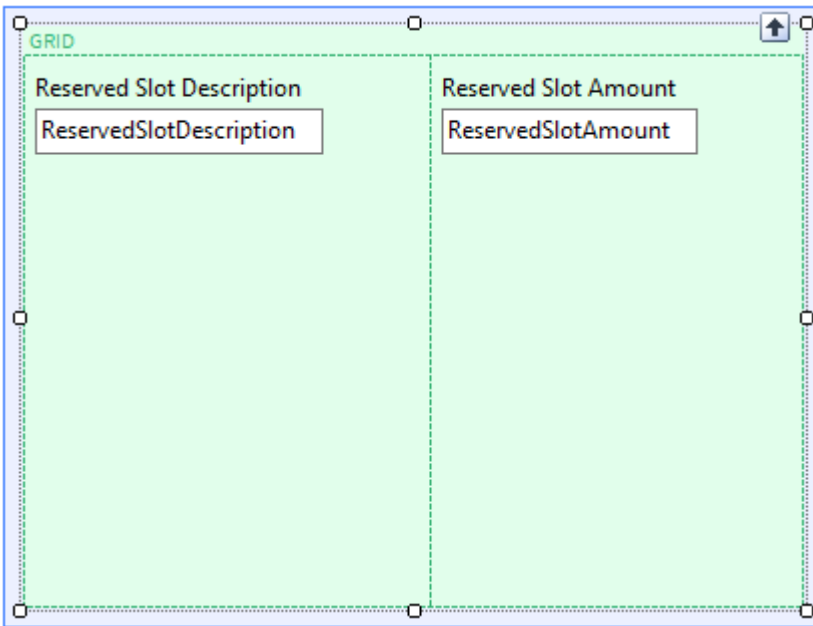 GRID
Reserved Slot Description
Reserved Slot Amount
ReservedSlotDescription
ReservedSlotAmount